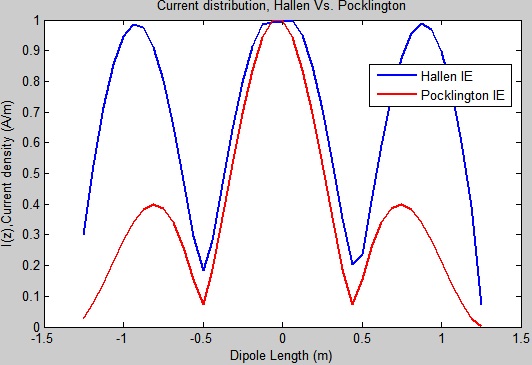 Current distribution, Hallen Vs. Pocklington
1
0.9
0.8
0.7
0.6
0.5
0.4
0.3
0.2
0.1
0
I(z),Current density (A/m)
Hallen IE
Pocklington IE
-1.5 -1 -0.5 0 0.5 1 1.5
Dipole Length (m)